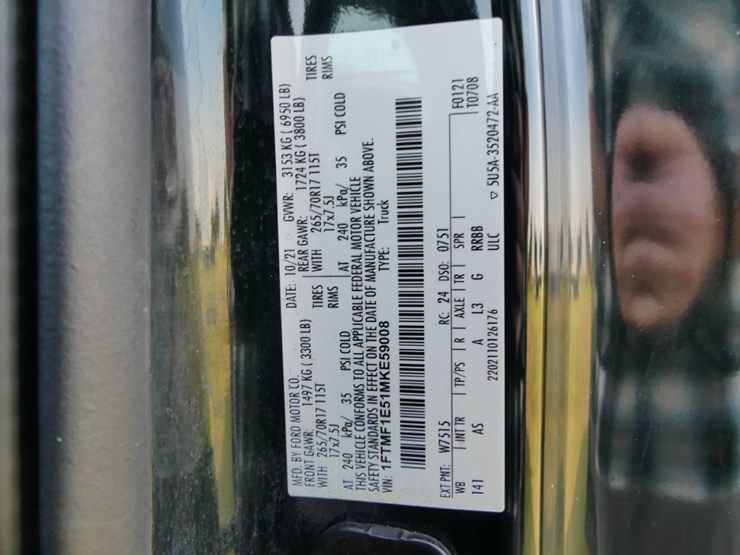 MFD. BY FORD MOTOR CO. DATE: 10/21 GVWR: 3153 KG ( 6950 LB)
FRONT GAWR: 1497 KG ( 3300 LB) REAR GAWR: 1724 KG ( 3800 LB)
WITH 265/70R17 115T TIRES WITH 265/70R17 115T TIRES
17x7.5J RIMS 17x7.5J RIMS
AT 240 kPa/ 35 PSI COLD AT 240 kPa/ 35 PSI COLD
THIS VEHICLE CONFORMS TO ALL APPLICABLE FEDERAL MOTOR VEHICLE
SAFETY STANDARDS IN EFFECT ON THE DATE OF MANUFACTURE SHOWN ABOVE.
VIN: 1FTMF1E51MKE59008 TYPE: Truck
EXT PNT: W7515 RC: 24 DSO: 0751 F0121
WB INT TR TP/PS R AXLE TR SPR T0708
141 AS A L3 G RRBB
ULC
2202110126176 5U5A-3520472-AA